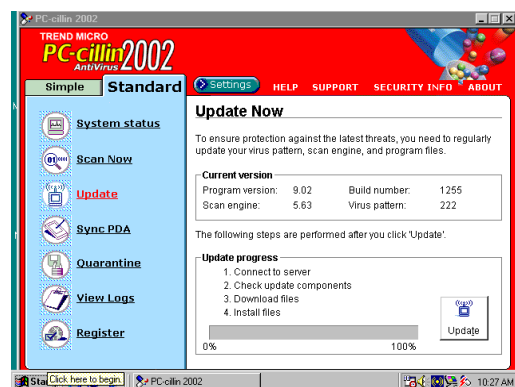 PC-cillin 2002
TREND MICRO
PC-cillin 2002
AntiVirus
Simple Standard Settings HELP SUPPORT SECURITY INFO ABOUT
System status
Scan Now
Update
Sync PDA
Quarantine
View Logs
Register
Update Now
To ensure protection against the latest threats, you need to regularly
update your virus pattern, scan engine, and program files.
Current version
Program version: 9.02 Build number: 1255
Scan engine: 5.63 Virus pattern: 222
The following steps are performed after you click 'Update'.
Update progress
1. Connect to server
2. Check update components
3. Download files
4. Install files
Update
0% 100%
Sta Click here to begin. PC-cillin 2002 10:27 AM